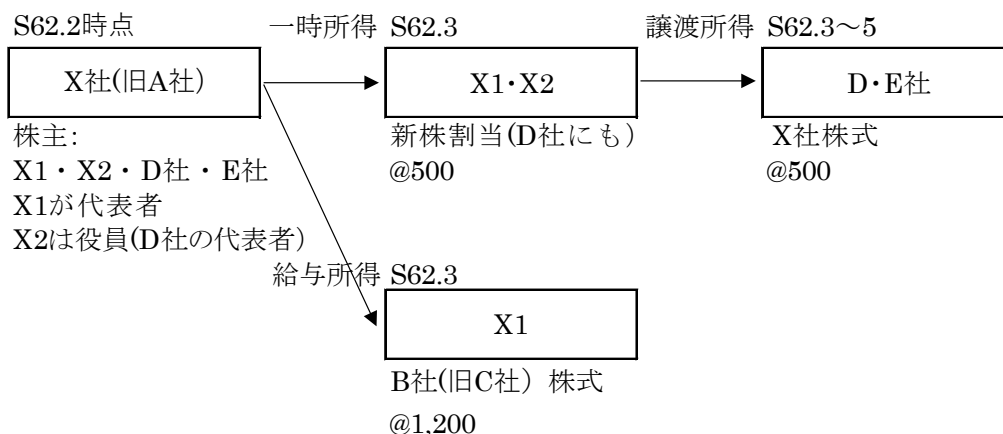 S62.2時点
一時所得 S62.3
譲渡所得 S62.3～5
X社(旧A社)
X1・X2
D・E社
株主:
X1・X2・D社・E社
X1が代表者
X2は役員(D社の代表者)
新株割当(D社にも)
@500
X社株式
@500
給与所得 S62.3
X1
B社(旧C社) 株式
@1,200